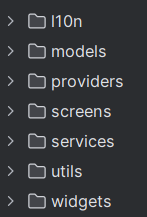 l10n
models
providers
screens
services
utils
widgets